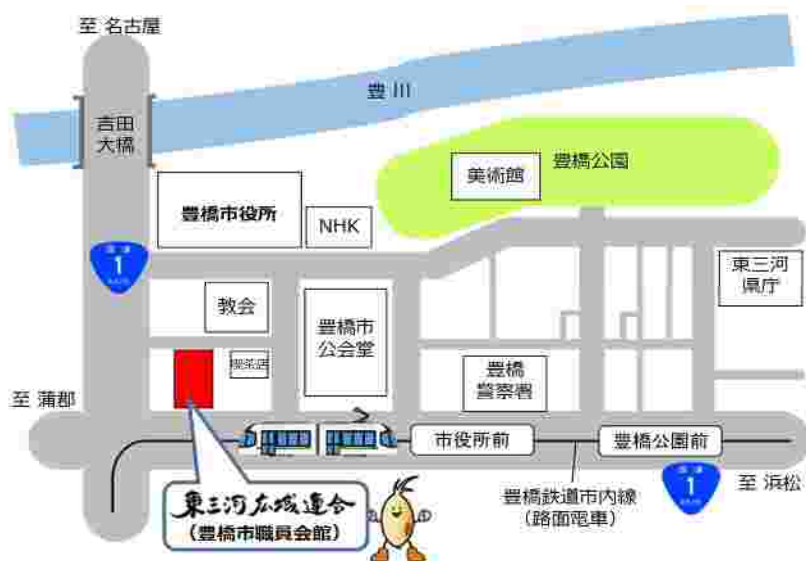 至 名古屋
豊 川
吉田
大橋
豊橋公園
美術館
豊橋市役所
NHK
1
東三河
県庁
教会
豊橋市
公会堂
喫茶店
豊橋
警察署
至 蒲郡
市役所前
豊橋公園前
1
至 浜松
豊橋鉄道市内線
(路面電車)
東三河広域連合
(豊橋市職員会館)